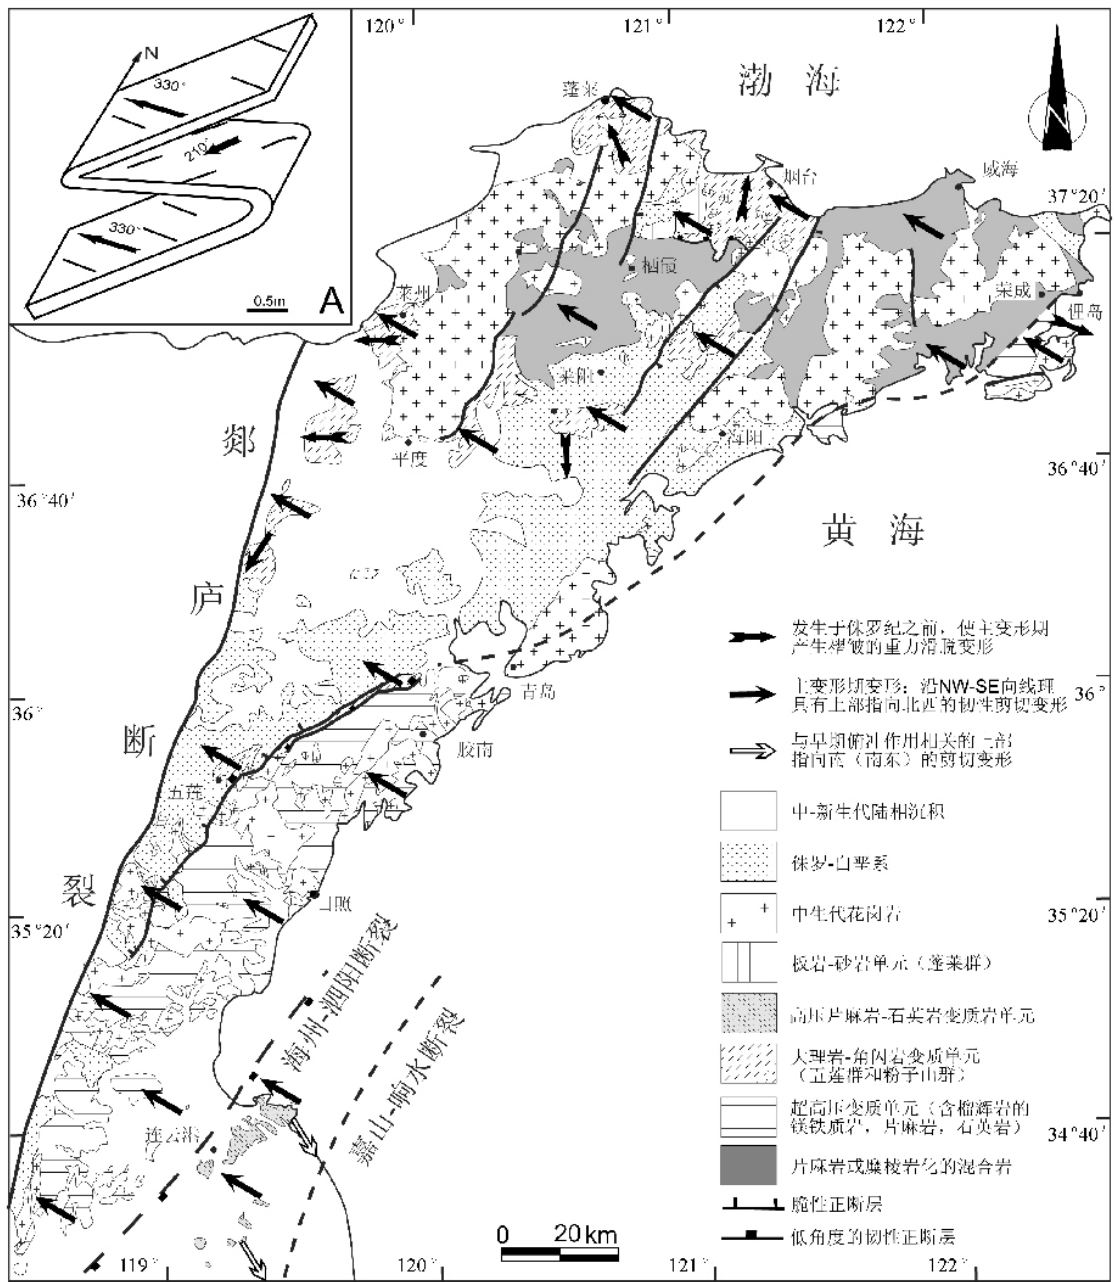 120°
121°
122°
N
330°
210°
330°
0.5m
A
渤 海
N
蓬莱
烟台
威海
37°20′
栖霞
荣成
俚岛
莱州
莱阳
海阳
平度
36°40′
36°40′
黄 海
郯
庐
断
裂
青岛
胶南
五莲
日照
36°
36°
35°20′
35°20′
34°40′
连云港
海州-泗阳断裂
嘉山-响水断裂
发生于侏罗纪之前，使主变形期
产生褶皱的重力滑脱变形
主变形期变形：沿NW-SE向线理
具有上部指向北西的韧性剪切变形
与早期俯冲作用相关的上部
指向南（南东）的剪切变形
中-新生代陆相沉积
侏罗-白垩系
中生代花岗岩
板岩-砂岩单元（蓬莱群）
高压片麻岩-石英岩变质岩单元
大理岩-角闪岩变质单元
（五莲群和粉子山群）
超高压变质单元（含榴辉岩的
镁铁质岩，片麻岩，石英岩）
片麻岩或糜棱岩化的混合岩
脆性正断层
低角度的韧性正断层
0 20 km
119°
120°
121°
122°